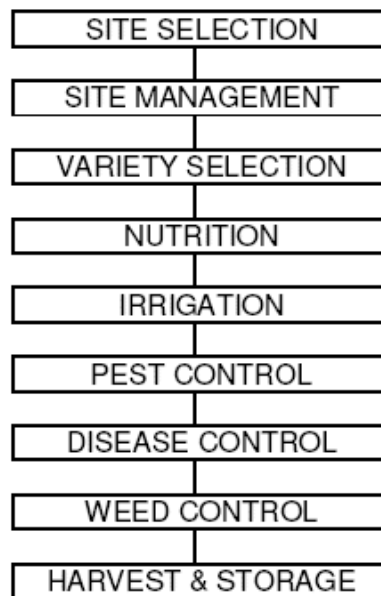 SITE SELECTION
SITE MANAGEMENT
VARIETY SELECTION
NUTRITION
IRRIGATION
PEST CONTROL
DISEASE CONTROL
WEED CONTROL
HARVEST & STORAGE